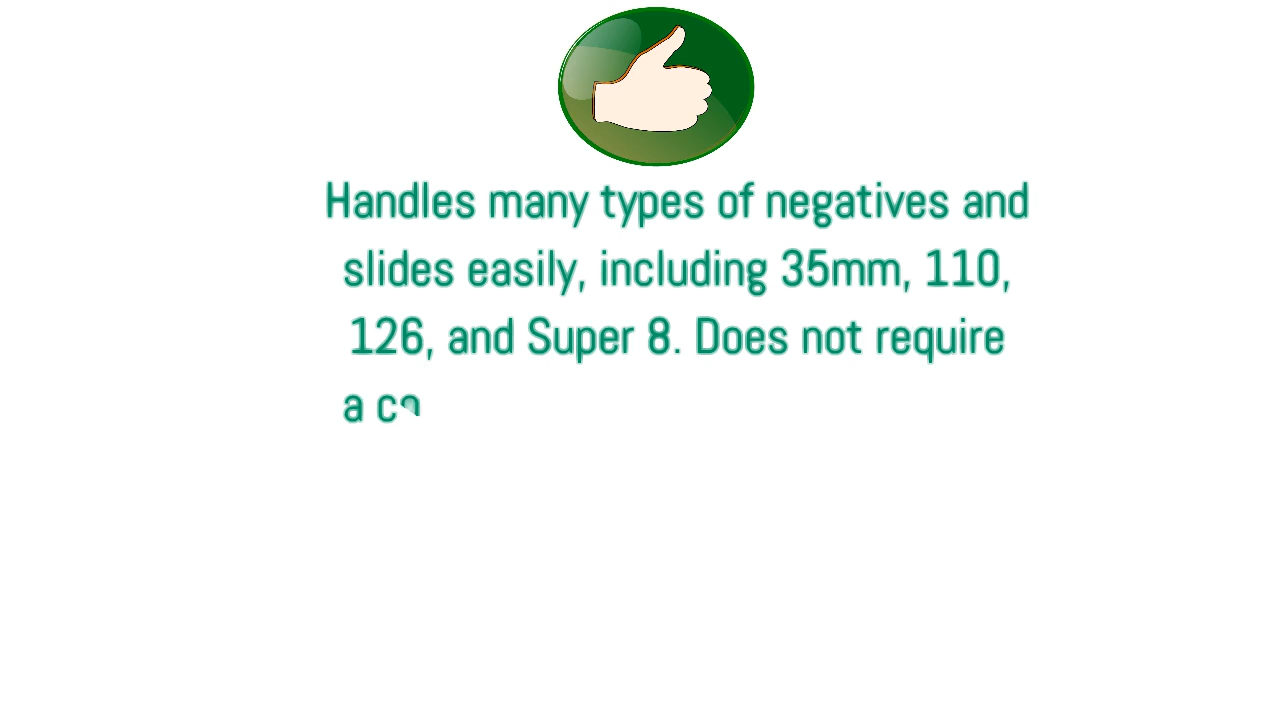 Handles many types of negatives and
slides easily, including 35mm, 110,
126, and Super 8. Does not require
a